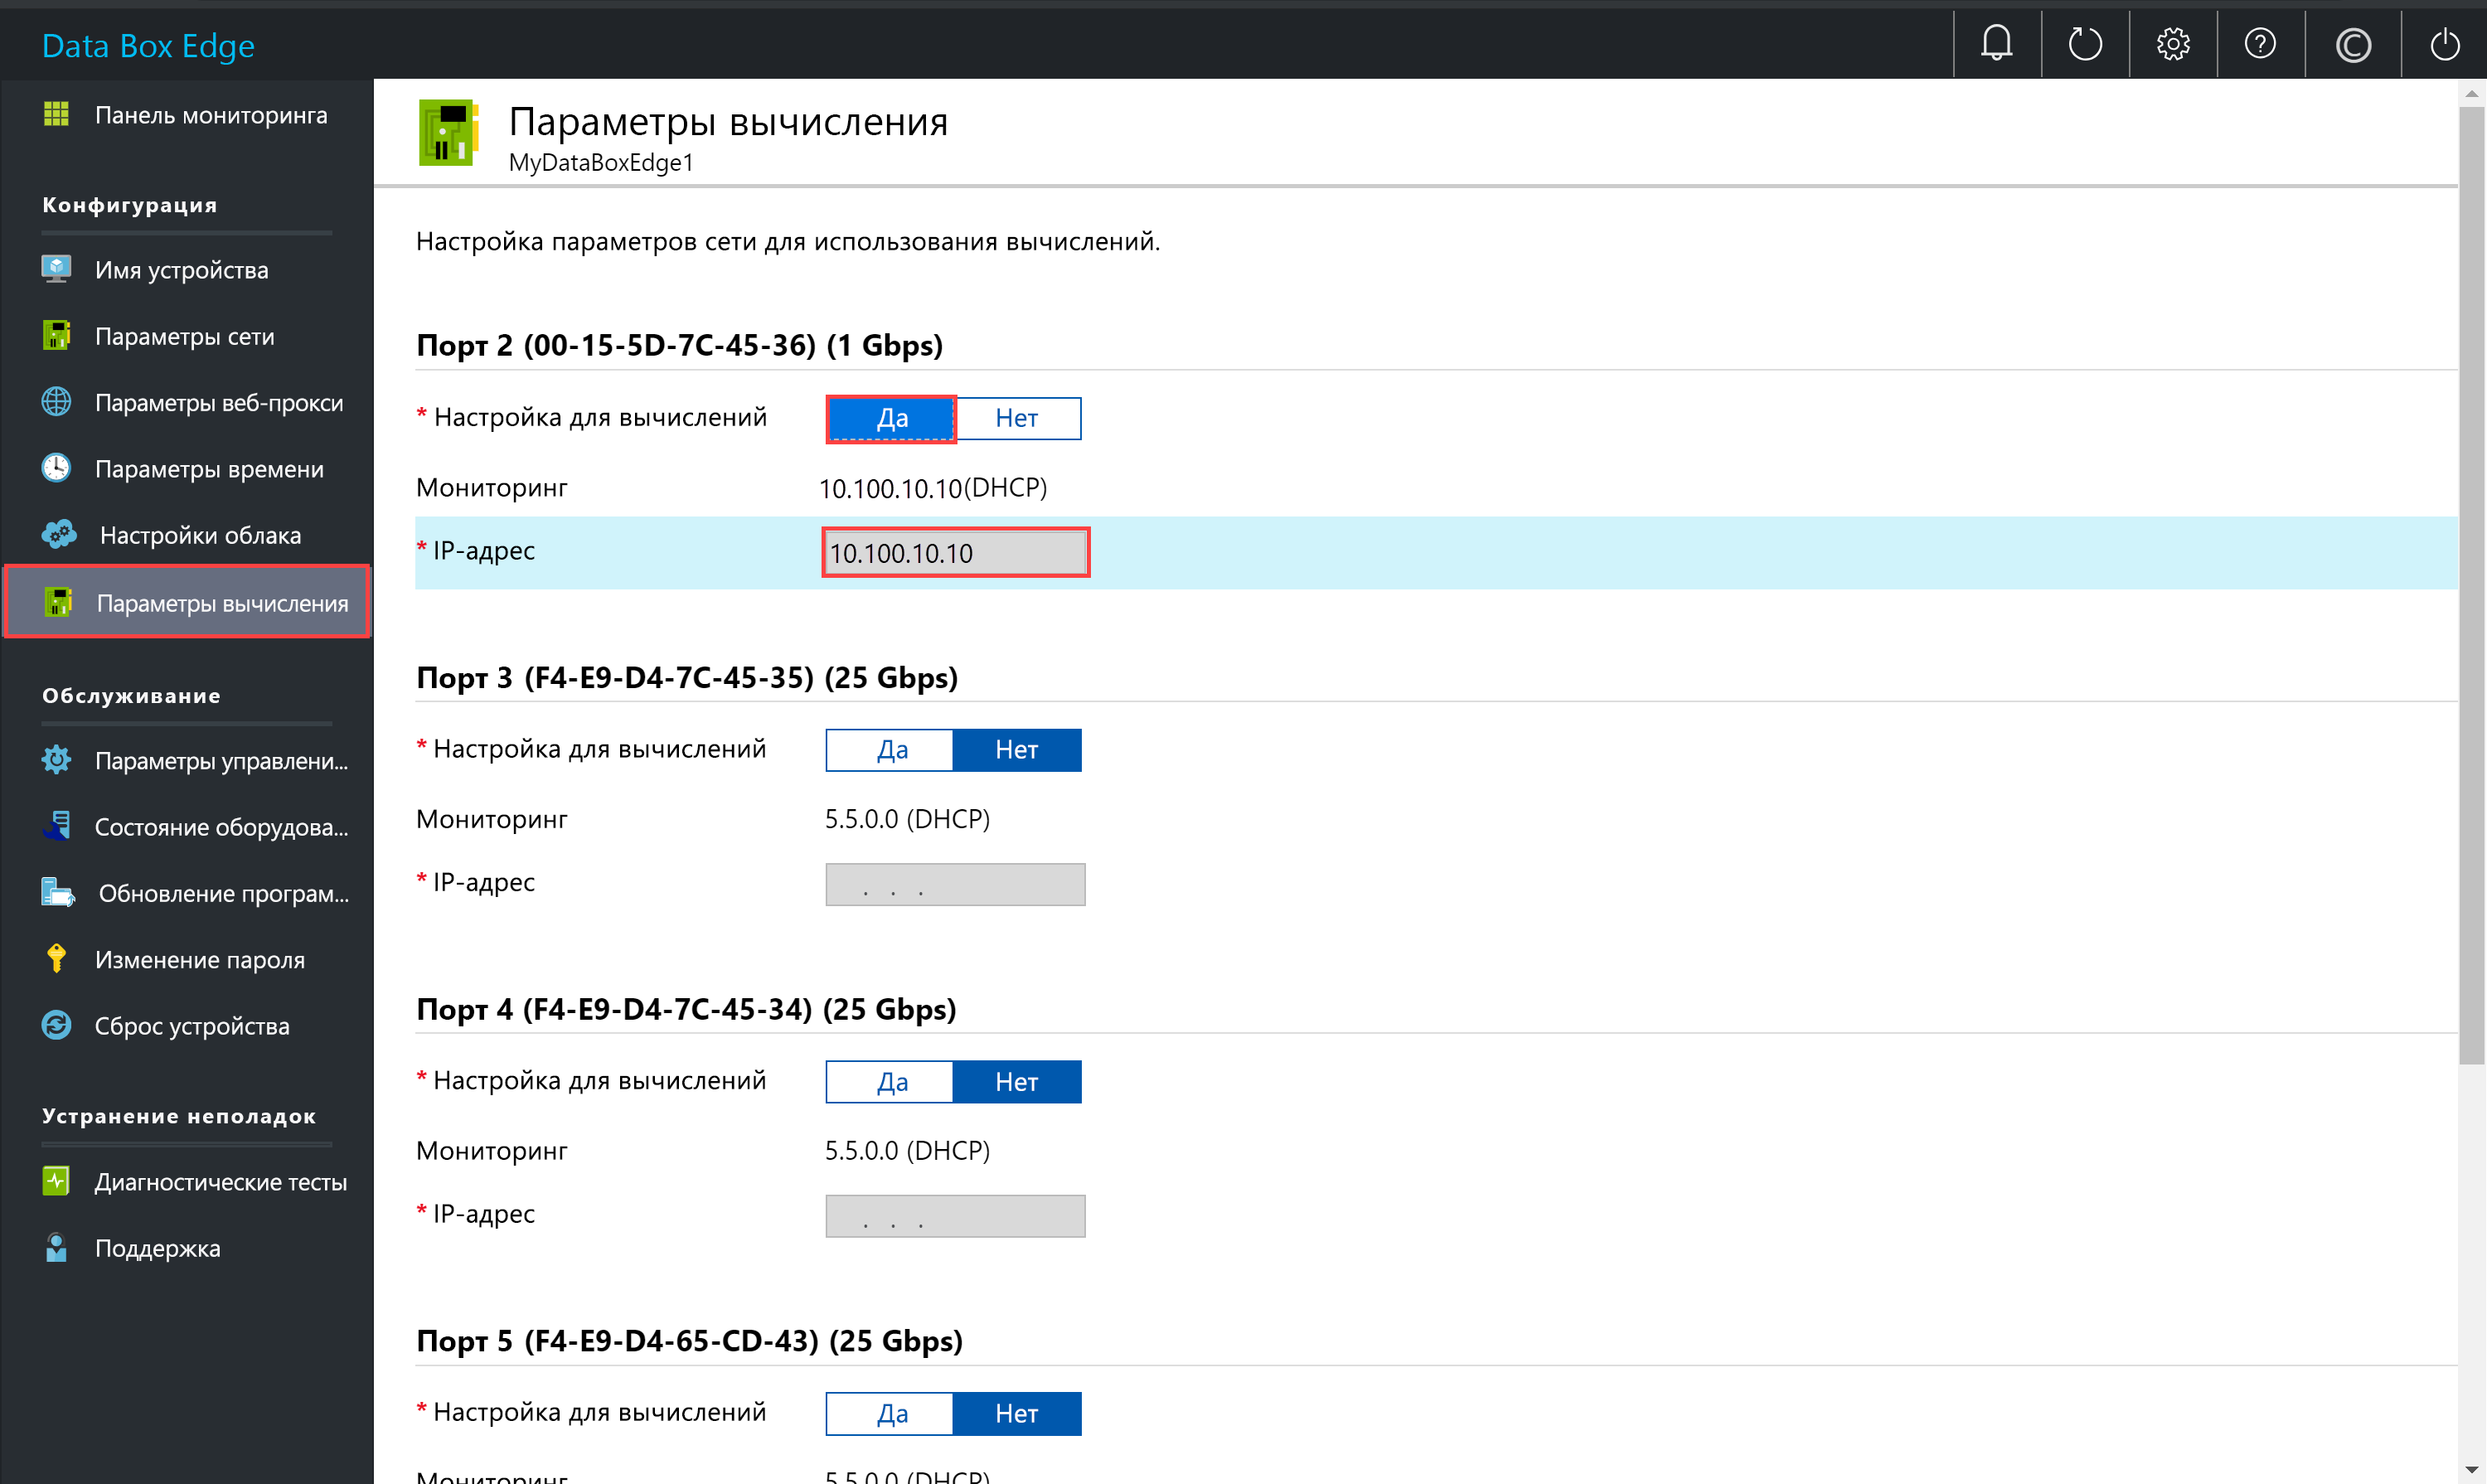 Data Box Edge
Панель мониторинга
Конфигурация
Имя устройства
Параметры сети
Параметры веб-прокси
Параметры времени
Настройки облака
Параметры вычисления
Обслуживание
Параметры управлени...
Состояние оборудова...
Обновление програм...
Изменение пароля
Сброс устройства
Устранение неполадок
Диагностические тесты
Поддержка
Параметры вычисления
MyDataBoxEdge1
Настройка параметров сети для использования вычислений.
Порт 2 (00-15-5D-7C-45-36) (1 Gbps)
* Настройка для вычислений Да Нет
Мониторинг 10.100.10.10(DHCP)
* IP-адрес 10.100.10.10
Порт 3 (F4-E9-D4-7C-45-35) (25 Gbps)
* Настройка для вычислений Да Нет
Мониторинг 5.5.0.0 (DHCP)
* IP-адрес . . .
Порт 4 (F4-E9-D4-7C-45-34) (25 Gbps)
* Настройка для вычислений Да Нет
Мониторинг 5.5.0.0 (DHCP)
* IP-адрес . . .
Порт 5 (F4-E9-D4-65-CD-43) (25 Gbps)
* Настройка для вычислений Да Нет
Мониторинг 5.5.0.0 (DHCP)